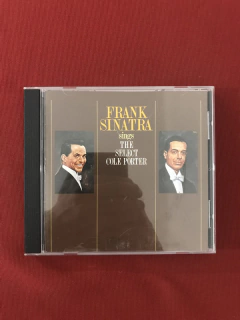 FRANK
SINATRA
sings
THE
SELECT
COLE PORTER